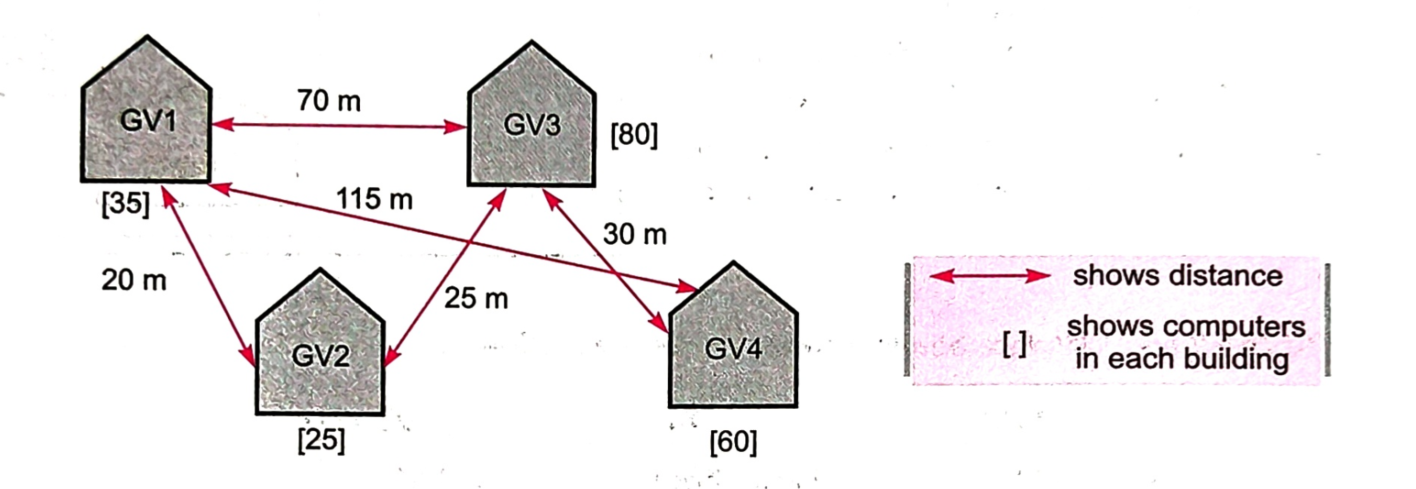 GV1
70 m
GV3
[80]
[35]
115 m
30 m
20 m
25 m
shows distance
GV2
GV4
[ ]
shows computers
in each building
[25]
[60]